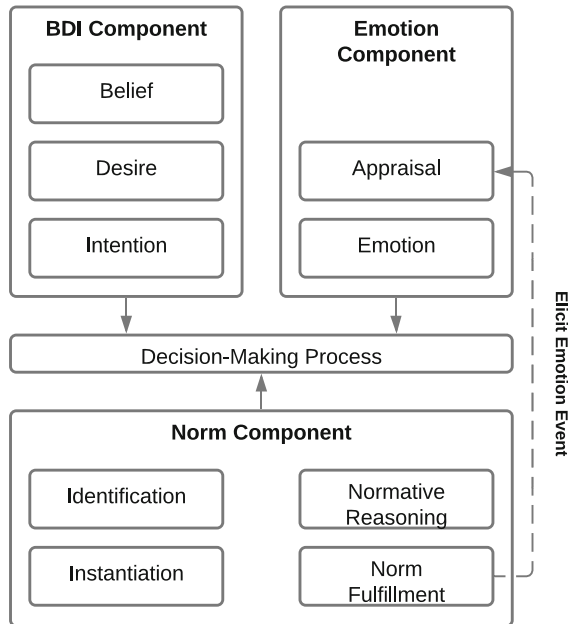 BDI Component
Belief
Desire
Intention
Emotion
Component
Appraisal
Emotion
Elicit Emotion Event
Decision-Making Process
Norm Component
Identification
Normative
Reasoning
Instantiation
Norm
Fulfillment